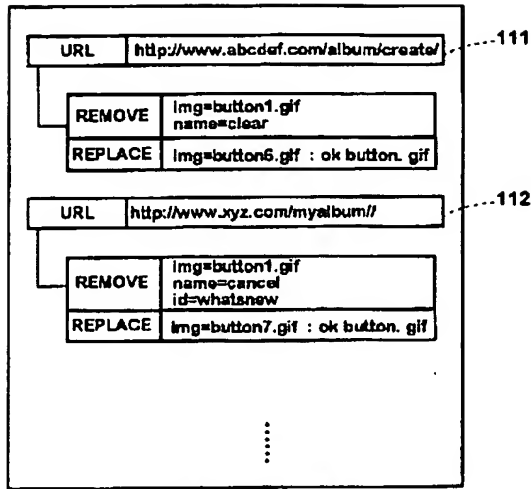 URL http://www.abcdef.com/album/create/ 111
REMOVE img=button1.gif
name=clear
REPLACE img=button6.gif : ok button. gif
URL http://www.xyz.com/myalbum// 112
REMOVE img=button1.gif
name=cancel
id=whatsnew
REPLACE img=button7.gif : ok button. gif